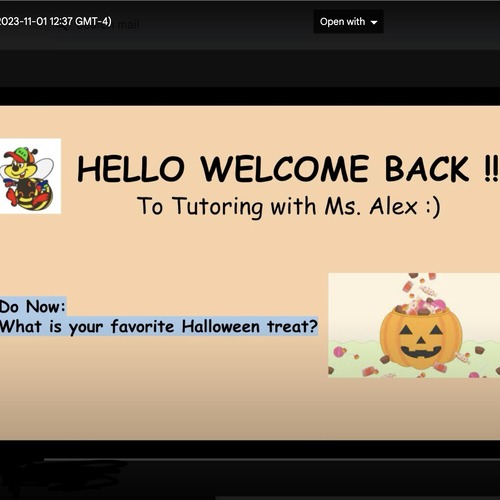 2023-11-01 12:37 GMT-4)
mail
Open with
HELLO WELCOME BACK !!
To Tutoring with Ms. Alex :)
Do Now:
What is your favorite Halloween treat?